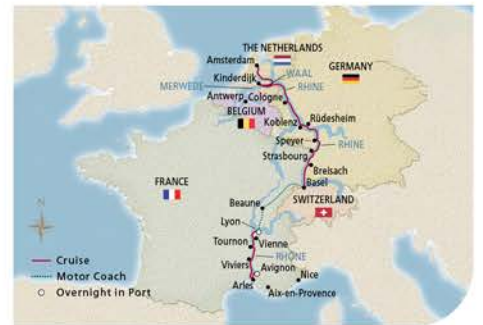 THE NETHERLANDS
Amsterdam
Kinderdijk
WAAL
GERMANY
MERWEDE
RHINE
Antwerp
Cologne
BELGIUM
Koblenz
Rüdesheim
Speyer
RHINE
Strasbourg
Breisach
FRANCE
Basel
Beaune
SWITZERLAND
Lyon
N
Tournon
Vienne
RHÔNE
Cruise
Viviers
Avignon
Motor Coach
Nice
Overnight in Port
Arles
Aix-en-Provence